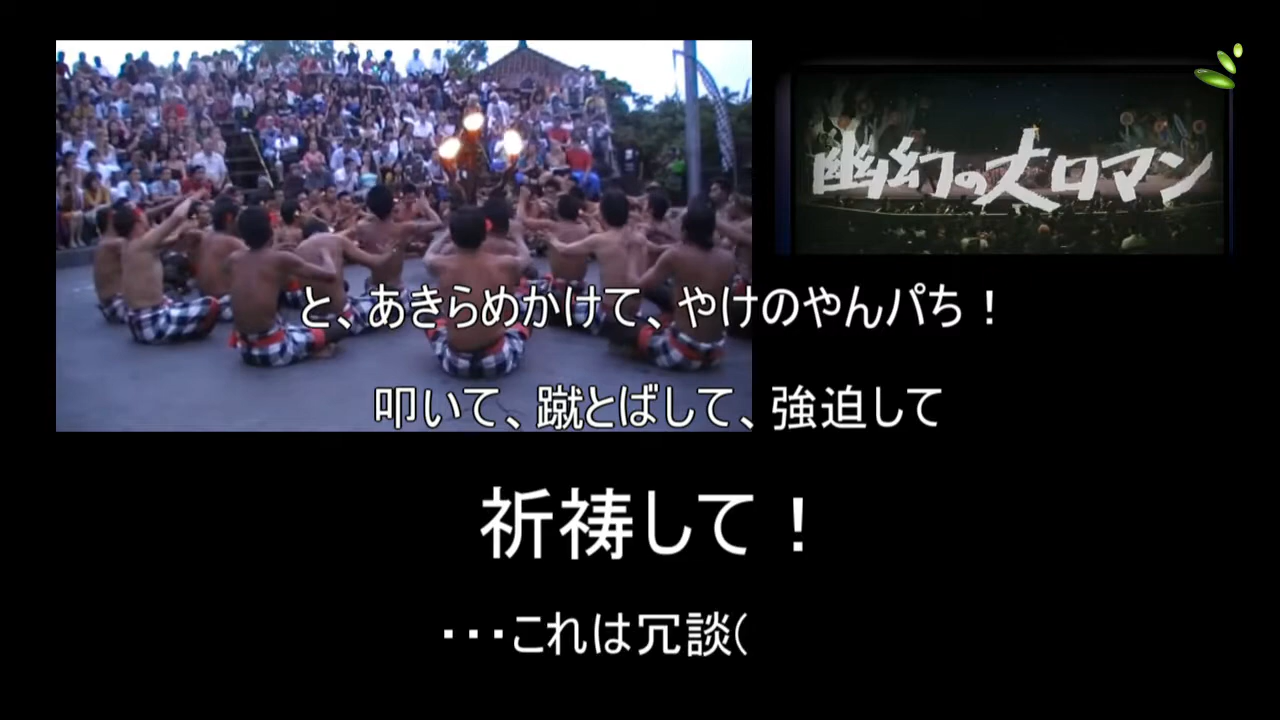 幽幻の大ロマン
と、あきらめかけて、やけのやんパち！
叩いて、蹴とばして、強迫して
祈祷して！
・・・これは冗談(